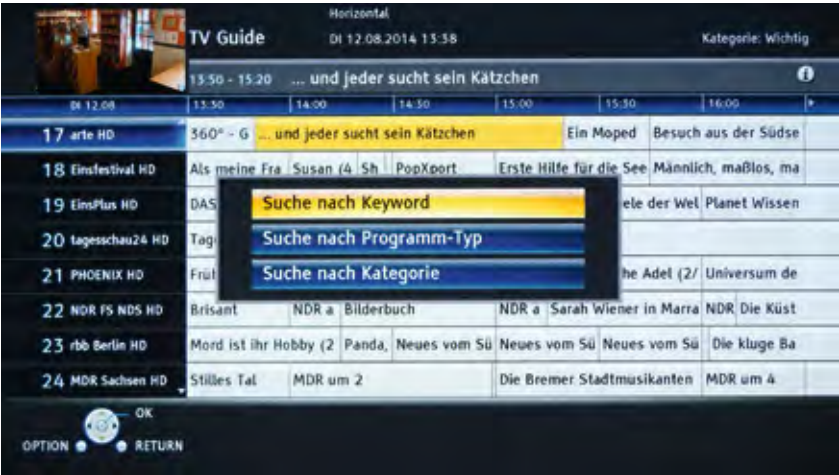 Horizontal
TV Guide
DI 12.08.2014 13:58
Kategorie: Wichtig
13:50 - 15:20 ... und jeder sucht sein Kätzchen
DI 12.08 13:30 14:00 14:30 15:00 15:30 16:00
17 arte HD 360° - G ... und jeder sucht sein Kätzchen Ein Moped Besuch aus der Südse
18 Einsfestival HD Als meine Fra Susan (4 Sh PopXport Erste Hilfe für die See Männlich, maßlos, ma
19 EinsPlus HD DAS ele der Wel Planet Wissen
Suche nach Keyword
20 tagesschau24 HD Tag
Suche nach Programm-Typ
21 PHOENIX HD Früh he Adel (2/ Universum de
Suche nach Kategorie
22 NDR FS NDS HD Brisant NDR a Bilderbuch NDR a Sarah Wiener in Marra NDR Die Küst
23 rbb Berlin HD Mord ist ihr Hobby (2 Panda, Neues vom Sü Neues vom Sü Neues vom Sü Die kluge Ba
24 MDR Sachsen HD Stilles Tal MDR um 2 Die Bremer Stadtmusikanten MDR um 4
OK
OPTION RETURN